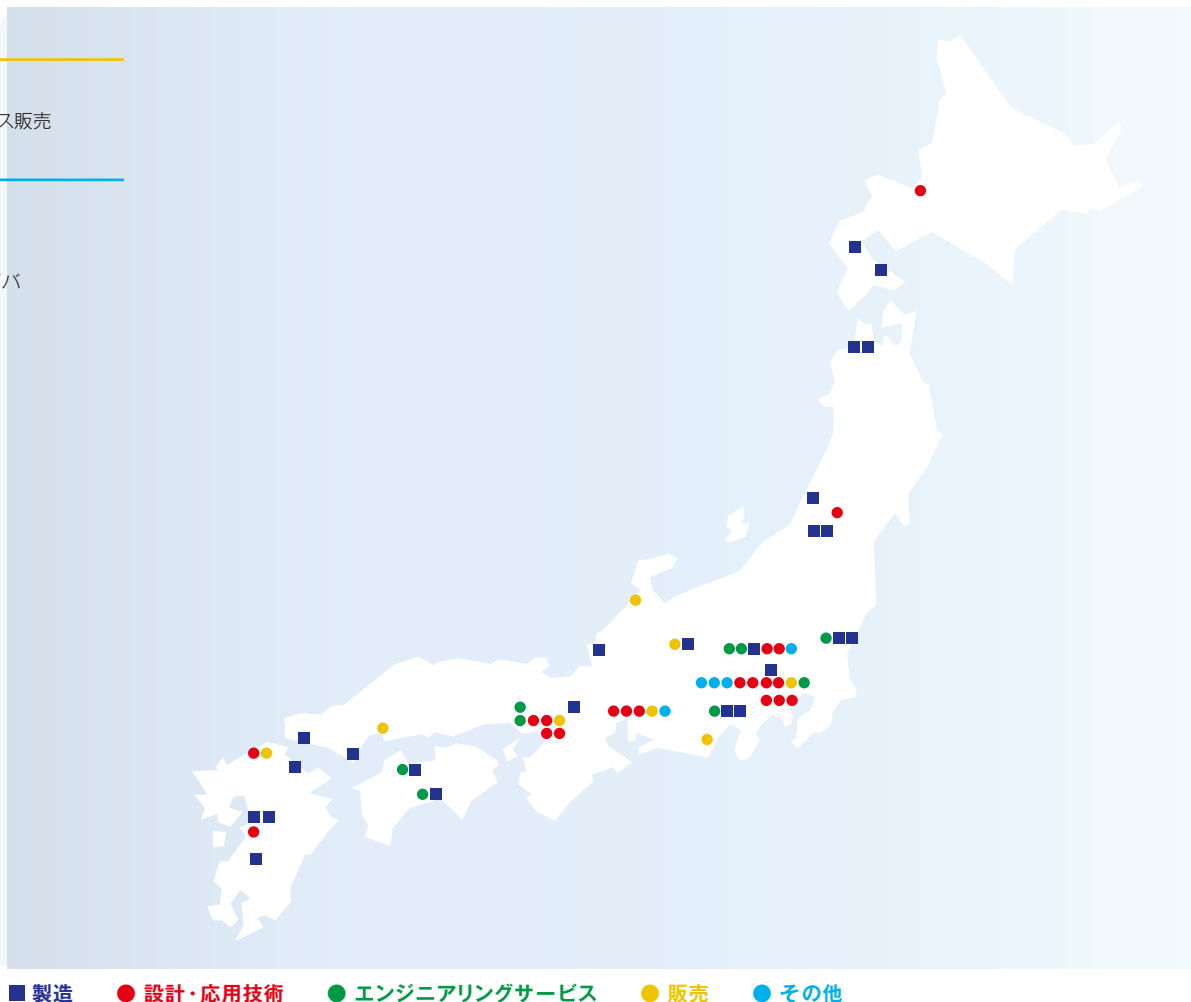 ス販売
バ
製造
設計・応用技術
エンジニアリングサービス
販売
その他